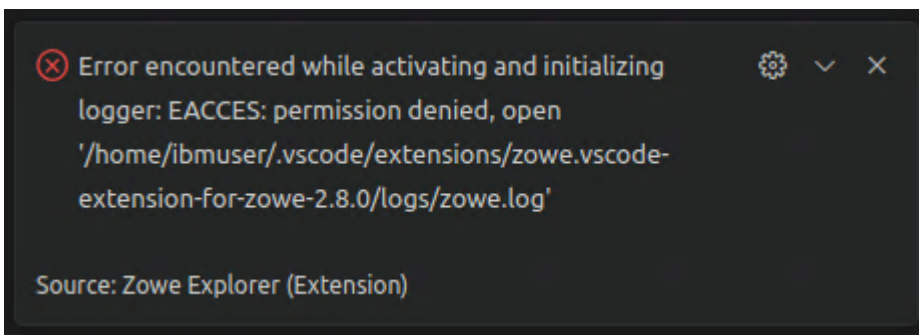 Error encountered while activating and initializing
logger: EACCES: permission denied, open
'/home/ibmuser/.vscode/extensions/zowe.vscode-
extension-for-zowe-2.8.0/logs/zowe.log'
Source: Zowe Explorer (Extension)